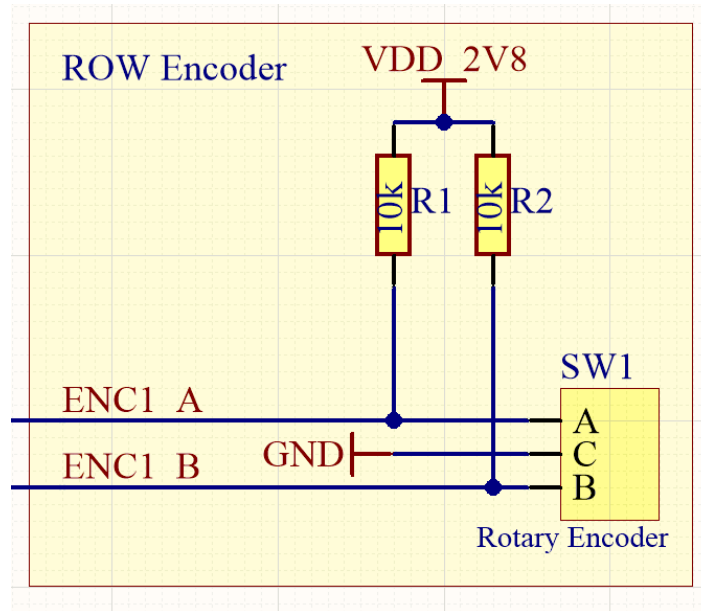 ROW Encoder
VDD_2V8
10k R1
10k R2
SW1
ENC1_A
A
GND
C
ENC1_B
B
Rotary Encoder